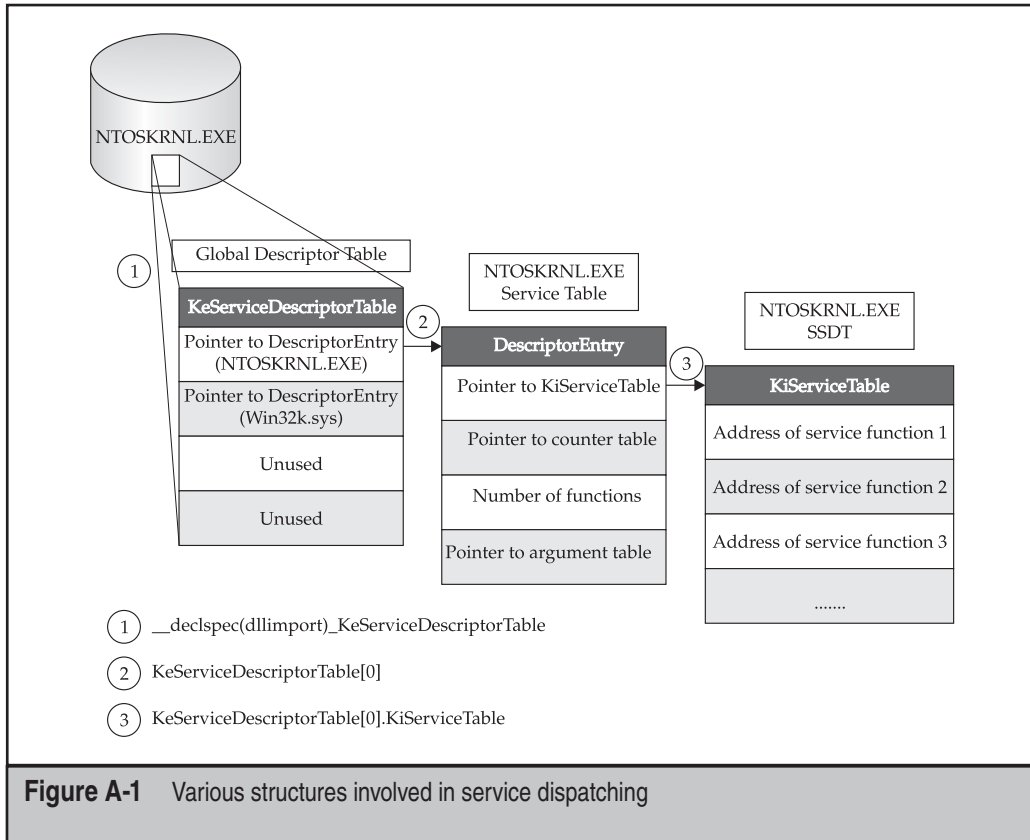 NTOSKRNL.EXE
1
Global Descriptor Table
KeServiceDescriptorTable
Pointer to DescriptorEntry
(NTOSKRNL.EXE)
Pointer to DescriptorEntry
(Win32k.sys)
Unused
Unused
2
NTOSKRNL.EXE
Service Table
DescriptorEntry
Pointer to KiServiceTable
Pointer to counter table
Number of functions
Pointer to argument table
3
NTOSKRNL.EXE
SSDT
KiServiceTable
Address of service function 1
Address of service function 2
Address of service function 3
.......
1 __declspec(dllimport)_KeServiceDescriptorTable
2 KeServiceDescriptorTable[0]
3 KeServiceDescriptorTable[0].KiServiceTable
Figure A-1 Various structures involved in service dispatching